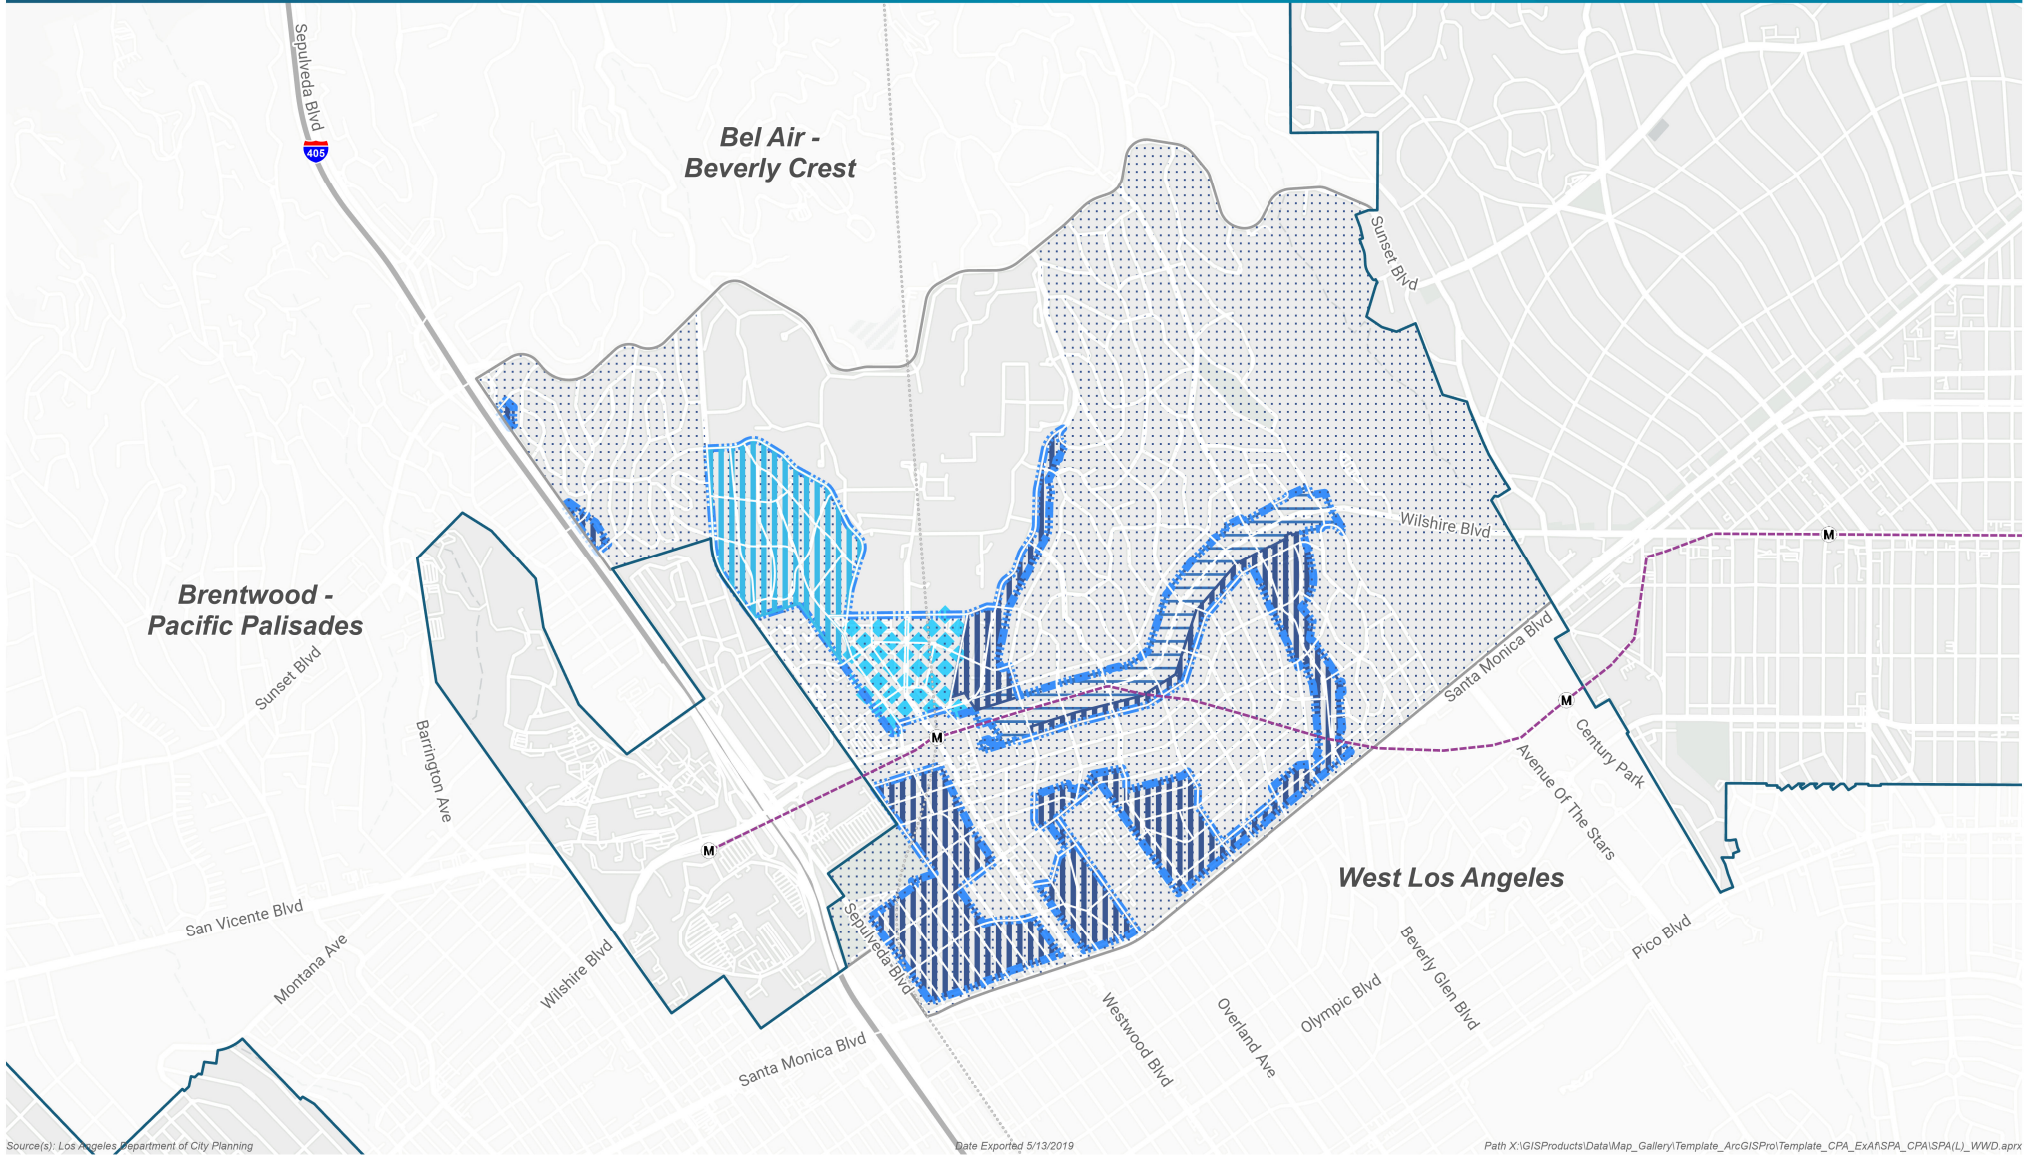 Sepulveda Blvd
405
Bel Air -
Beverly Crest
Sunset Blvd
Wilshire Blvd
M
Brentwood -
Pacific Palisades
Sunset Blvd
Santa Monica Blvd
M
Barrington Ave
M
Century Park
Avenue Of The Stars
M
West Los Angeles
San Vicente Blvd
Montana Ave
Wilshire Blvd
Sepulveda Blvd
Pico Blvd
Beverly Glen Blvd
Olympic Blvd
Overland Ave
Westwood Blvd
Santa Monica Blvd
Source(s): Los Angeles Department of City Planning
Date Exported 5/13/2019
Path X:\GISProducts\Data\Map_Gallery\Template_ArcGISPro\Template_CPA_ExAf\SPA_CPA\SPA(L)_WWD.aprx